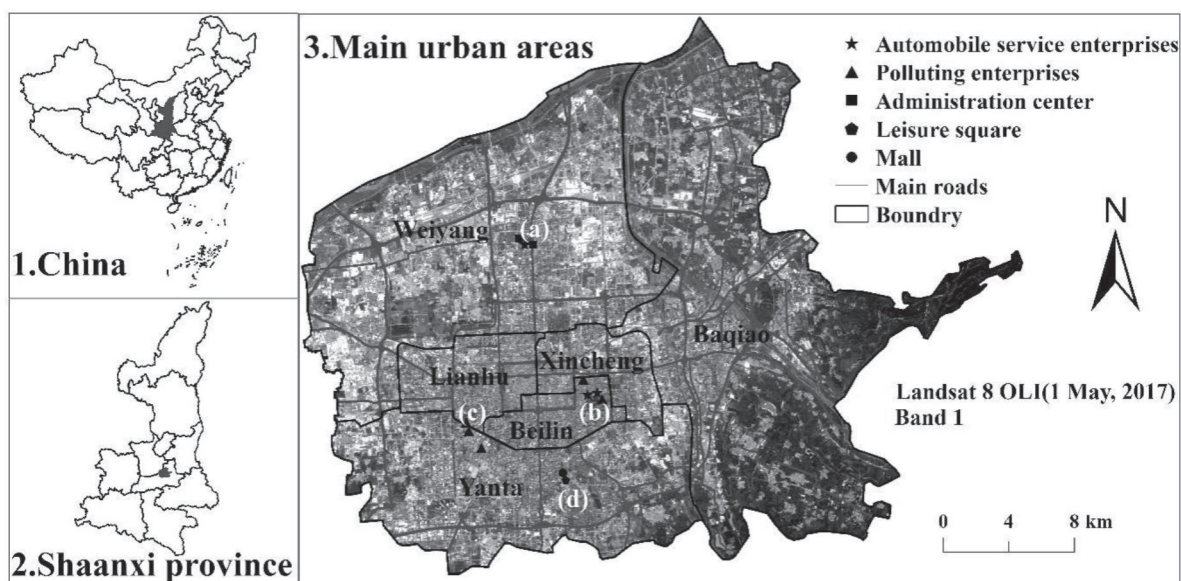 1.China
2.Shaanxi province
3.Main urban areas
Automobile service enterprises
Polluting enterprises
Administration center
Leisure square
Mall
Main roads
Boundry
N
Weiyang
(a)
Baqiao
Xincheng
Lianhu
(c)
(b)
Beilin
Yanta
(d)
Landsat 8 OLI(1 May, 2017)
Band 1
0 4 8 km